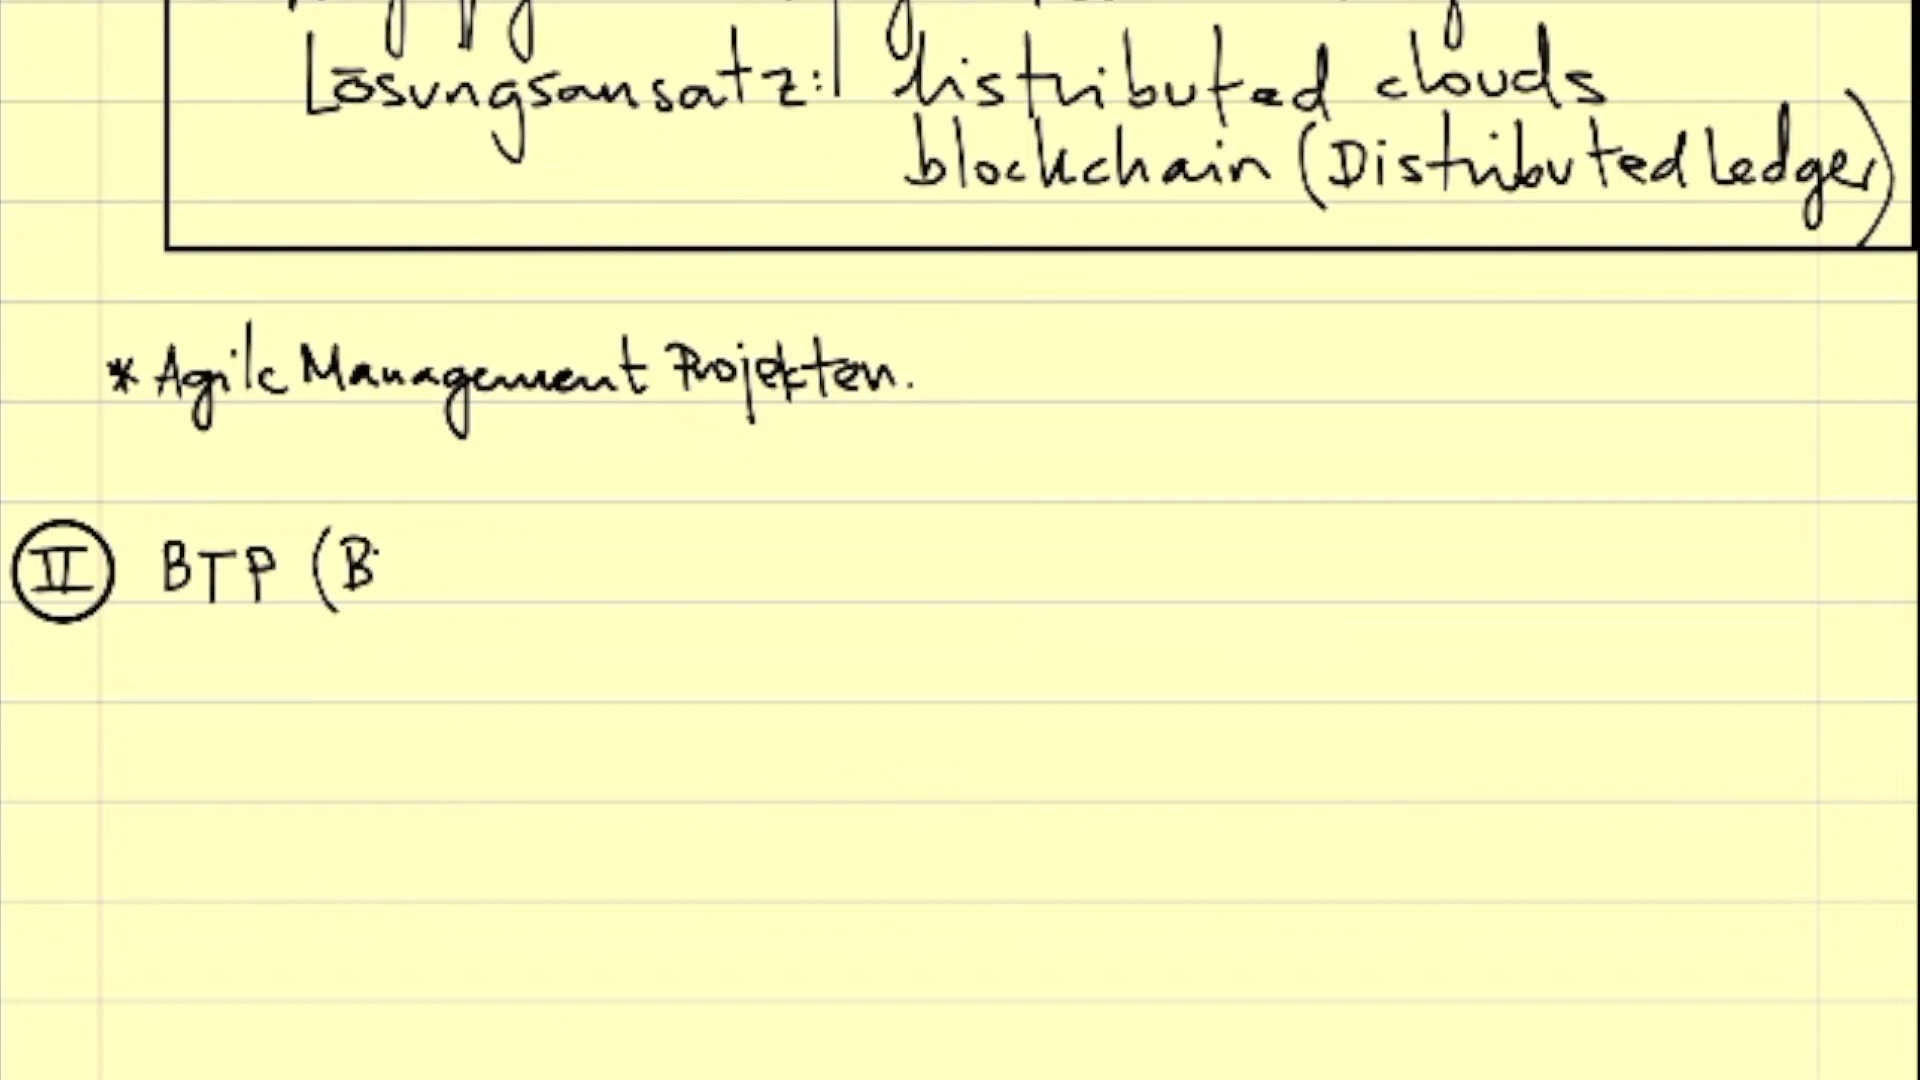 Lösungsansatz: distributed clouds
blockchain (Distributed Ledger)
* Agile Management Projekten.
II BTP (B